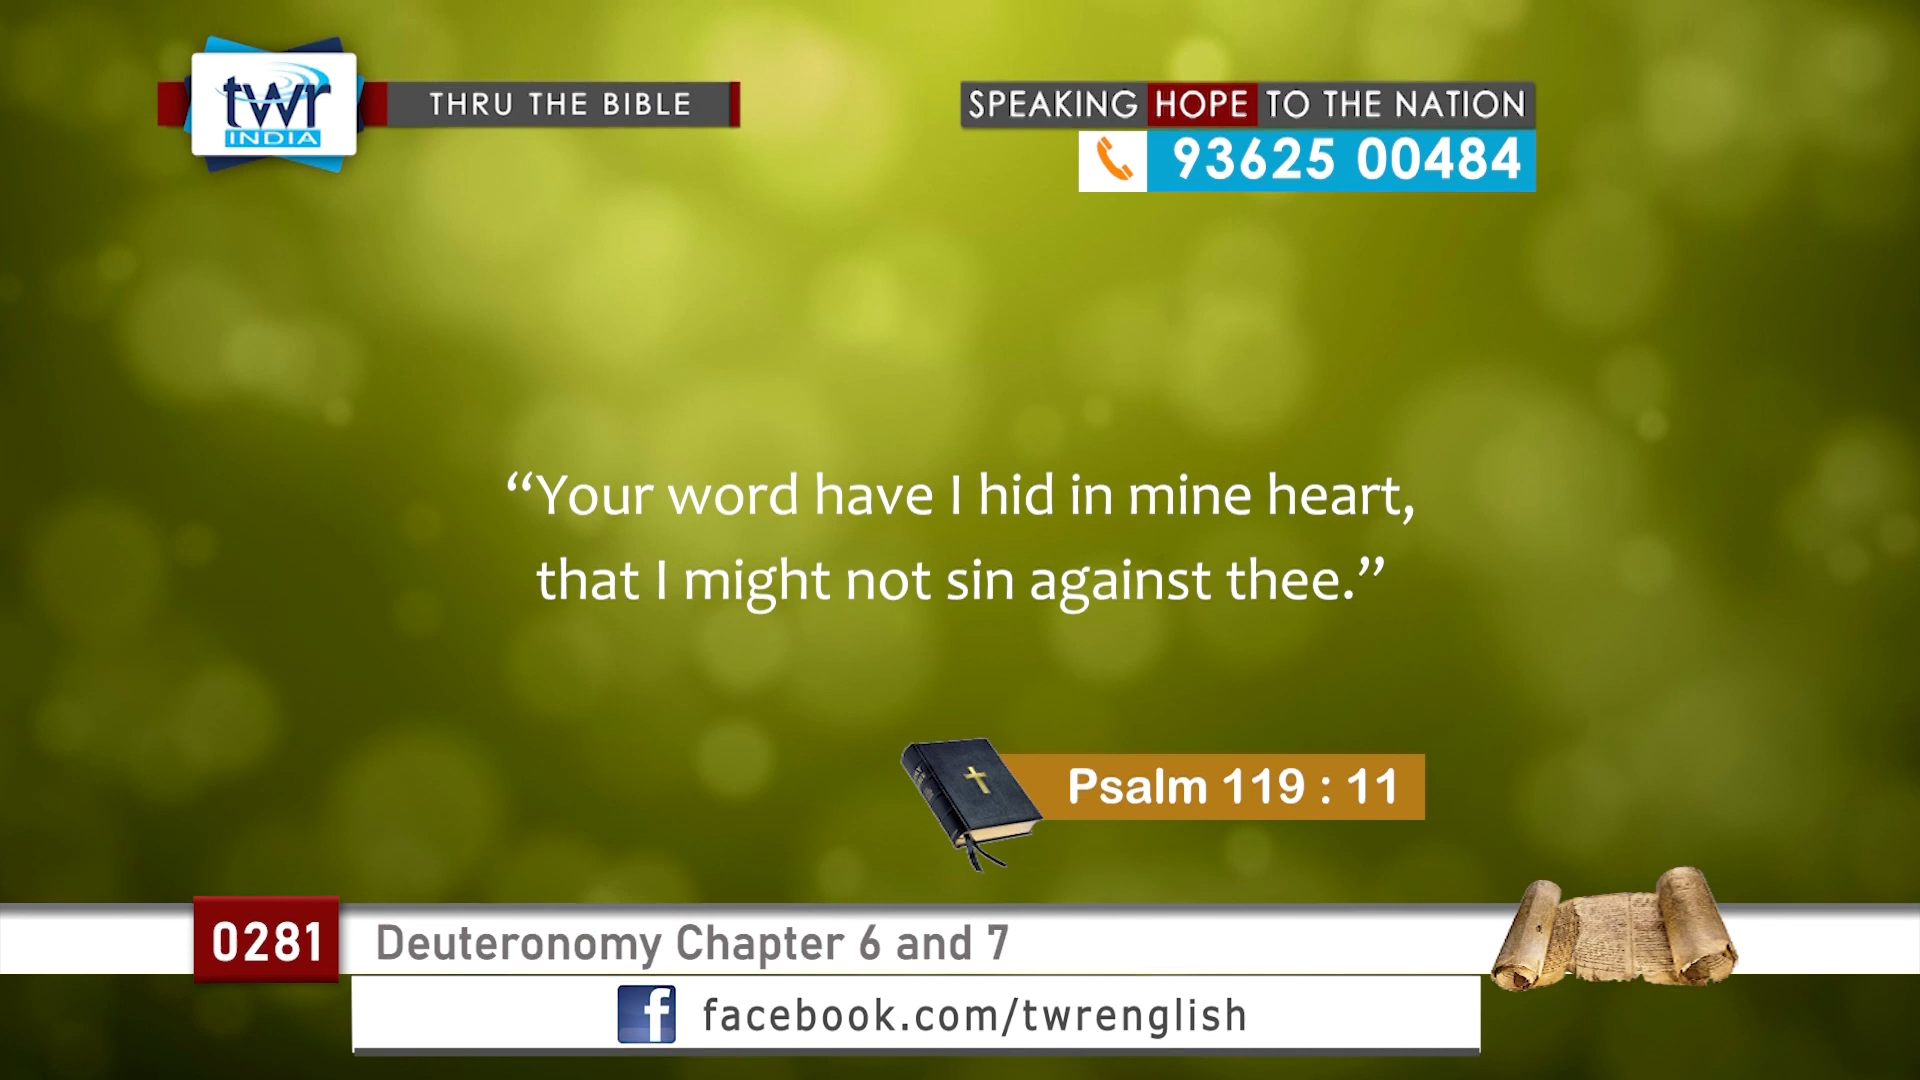 twr
INDIA
THRU THE BIBLE
SPEAKING HOPE TO THE NATION
93625 00484
“Your word have I hid in mine heart,
that I might not sin against thee.”
Psalm 119 : 11
0281 Deuteronomy Chapter 6 and 7
f facebook.com/twrenglish